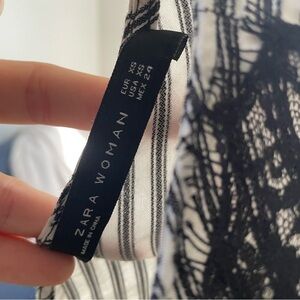 EUR XS
USA XS
MEX 24
ZARA WOMAN
MADE IN CHINA